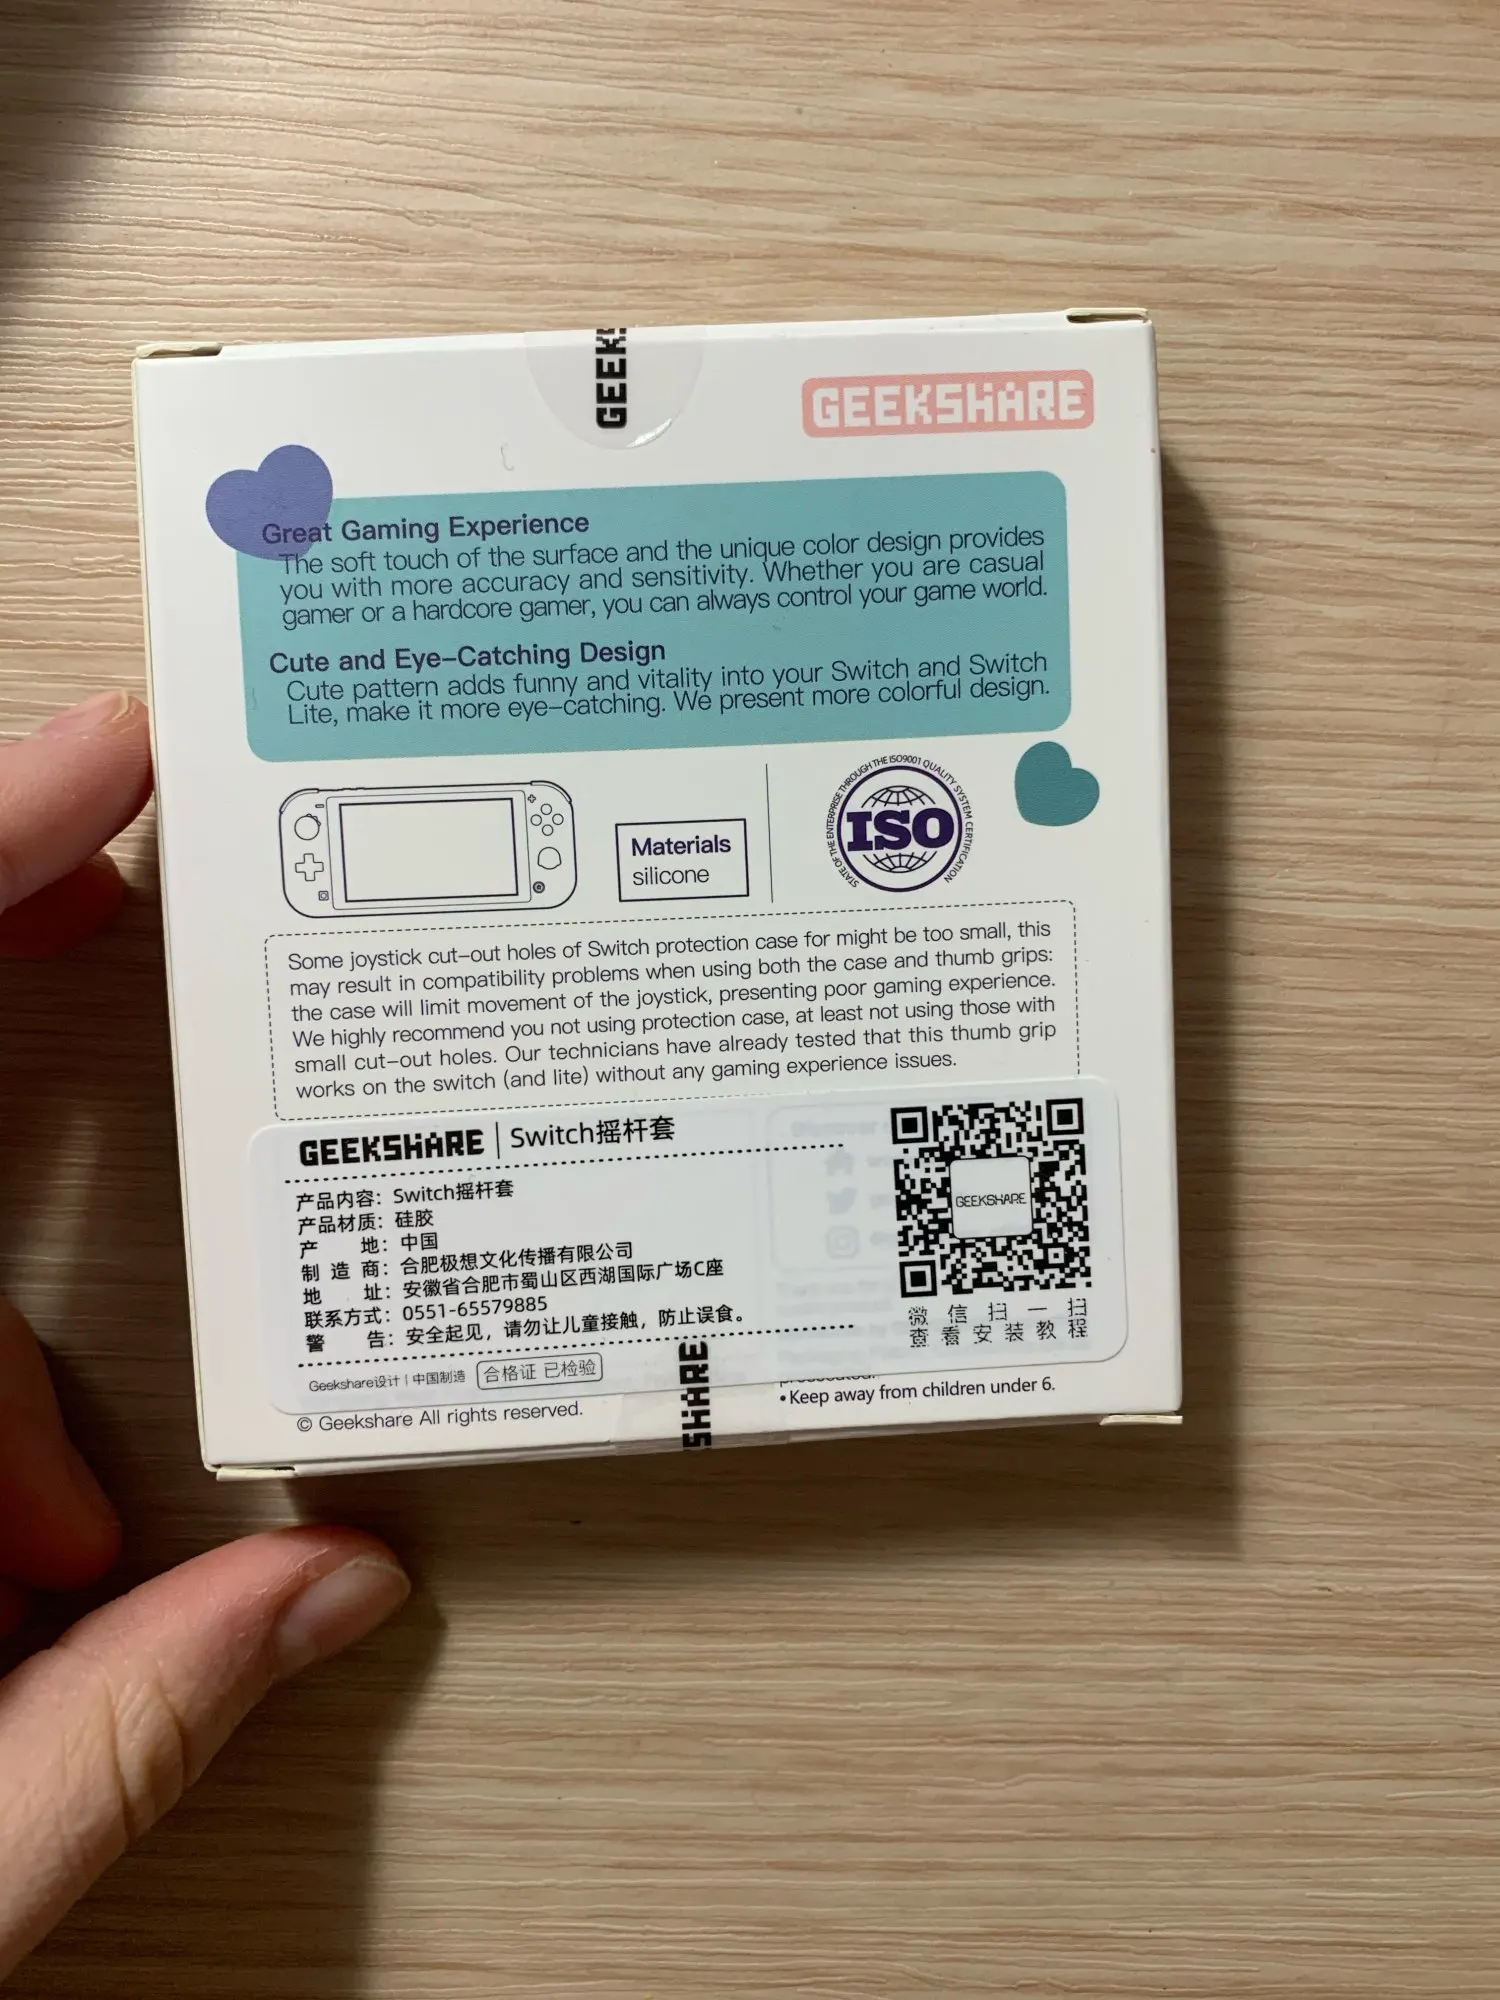 GEEKS
GEEKSHARE
Great Gaming Experience
The soft touch of the surface and the unique color design provides
you with more accuracy and sensitivity. Whether you are casual
gamer or a hardcore gamer, you can always control your game world.
Cute and Eye-Catching Design
Cute pattern adds funny and vitality into your Switch and Switch
Lite, make it more eye-catching. We present more colorful design.
Materials
silicone
STATE OF THE ENTERPRISE THROUGH THE ISO9001 QUALITY SYSTEM CERTIFICATION
ISO
Some joystick cut-out holes of Switch protection case for might be too small, this
may result in compatibility problems when using both the case and thumb grips:
the case will limit movement of the joystick, presenting poor gaming experience.
We highly recommend you not using protection case, at least not using those with
small cut-out holes. Our technicians have already tested that this thumb grip
works on the switch (and lite) without any gaming experience issues.
GEEKSHARE | Switch摇杆套
产品内容：Switch摇杆套
产品材质：硅胶
产 地：中国
制 造 商：合肥极想文化传播有限公司
地 址：安徽省合肥市蜀山区西湖国际广场C座
联系方式：0551-65579885
警 告：安全起见，请勿让儿童接触，防止误食。
Geekshare设计 | 中国制造 合格证 已检验
GEEKSHARE
微信扫一扫
查看安装教程
SHARE
• Keep away from children under 6.
© Geekshare All rights reserved.